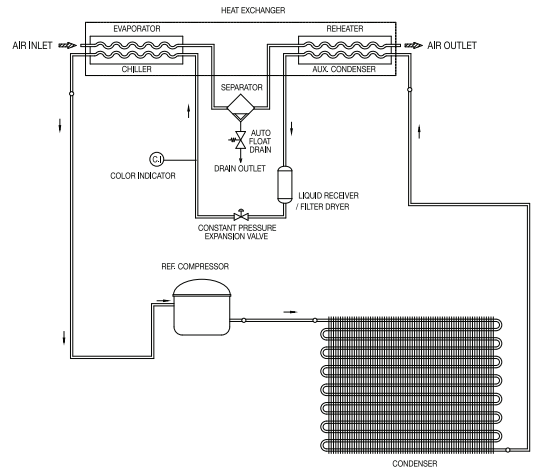 HEAT EXCHANGER
EVAPORATOR
REHEATER
AIR INLET
AIR OUTLET
CHILLER
AUX. CONDENSER
SEPARATOR
AUTO
FLOAT
DRAIN
C.I
DRAIN OUTLET
COLOR INDICATOR
LIQUID RECEIVER
/ FILTER DRYER
CONSTANT PRESSURE
EXPANSION VALVE
REF. COMPRESSOR
CONDENSER